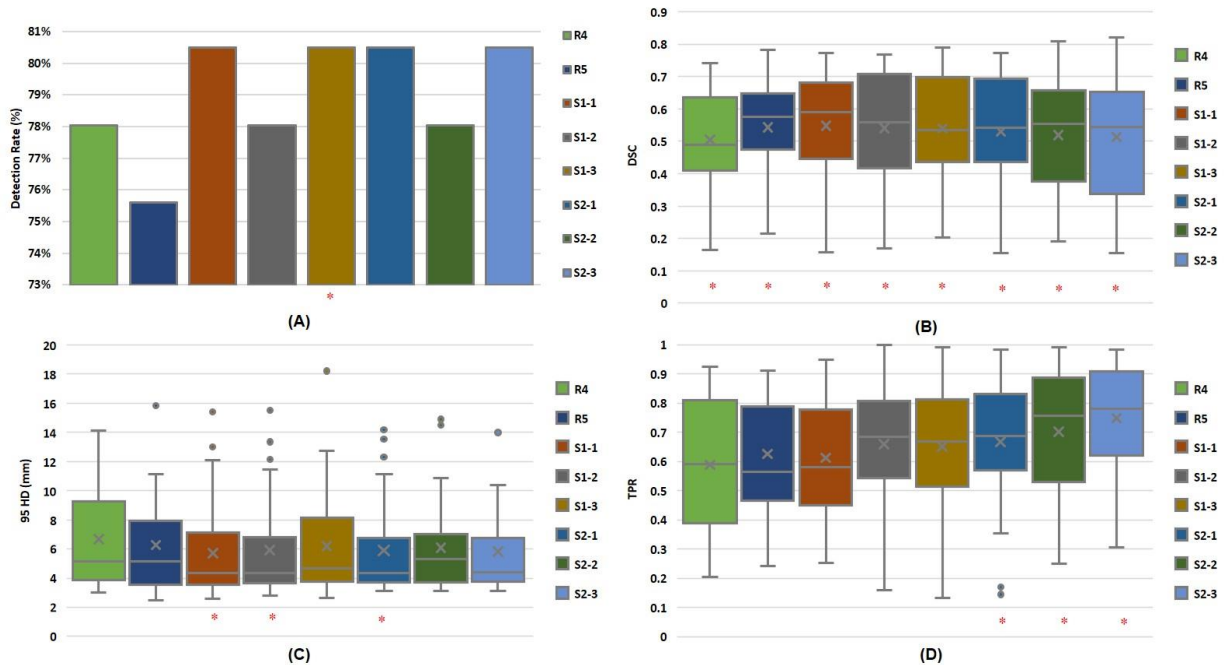 81%
80%
79%
78%
77%
76%
75%
74%
73%
Detection Rate (%)
R4
R5
S1-1
S1-2
S1-3
S2-1
S2-2
S2-3
*
(A)
0.9
0.8
0.7
0.6
0.5
0.4
0.3
0.2
0.1
0
DSC
R4
R5
S1-1
S1-2
S1-3
S2-1
S2-2
S2-3
* * * * * * * *
(B)
20
18
16
14
12
10
8
6
4
2
0
95 HD (mm)
R4
R5
S1-1
S1-2
S1-3
S2-1
S2-2
S2-3
* * *
(C)
1
0.9
0.8
0.7
0.6
0.5
0.4
0.3
0.2
0.1
0
TPR
R4
R5
S1-1
S1-2
S1-3
S2-1
S2-2
S2-3
* * *
(D)